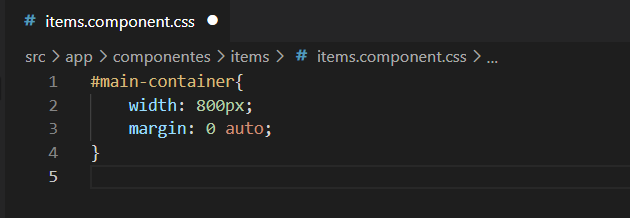 # items.component.css ●
src > app > componentes > items > # items.component.css > ...
1 #main-container{
2     width: 800px;
3     margin: 0 auto;
4 }
5